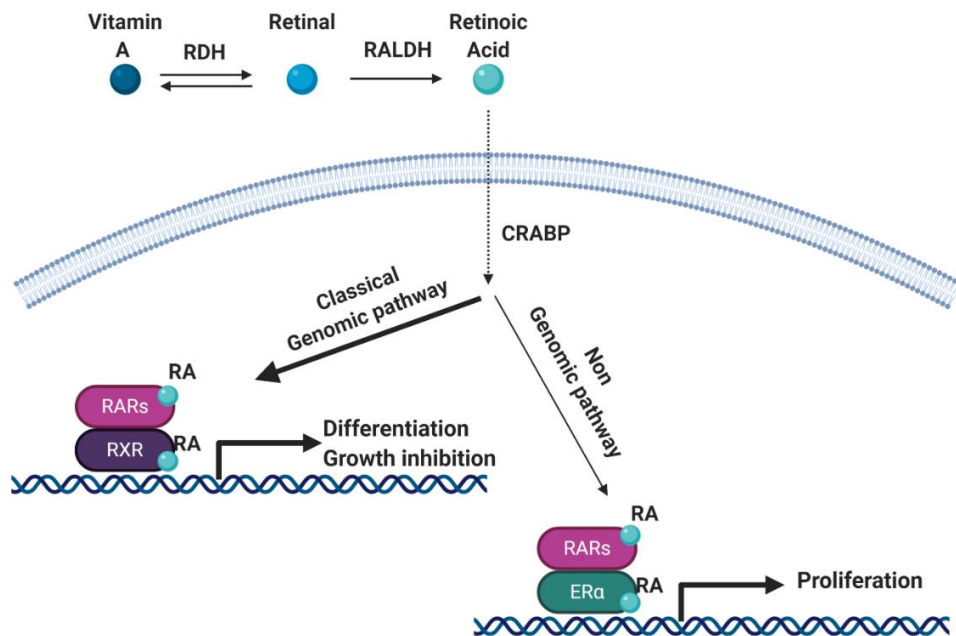 Vitamin
A
RDH
Retinal
RALDH
Retinoic
Acid
CRABP
Classical
Genomic pathway
Non
Genomic pathway
RA
RARs
RXR
RA
Differentiation
Growth inhibition
RA
RARs
ERα
RA
Proliferation